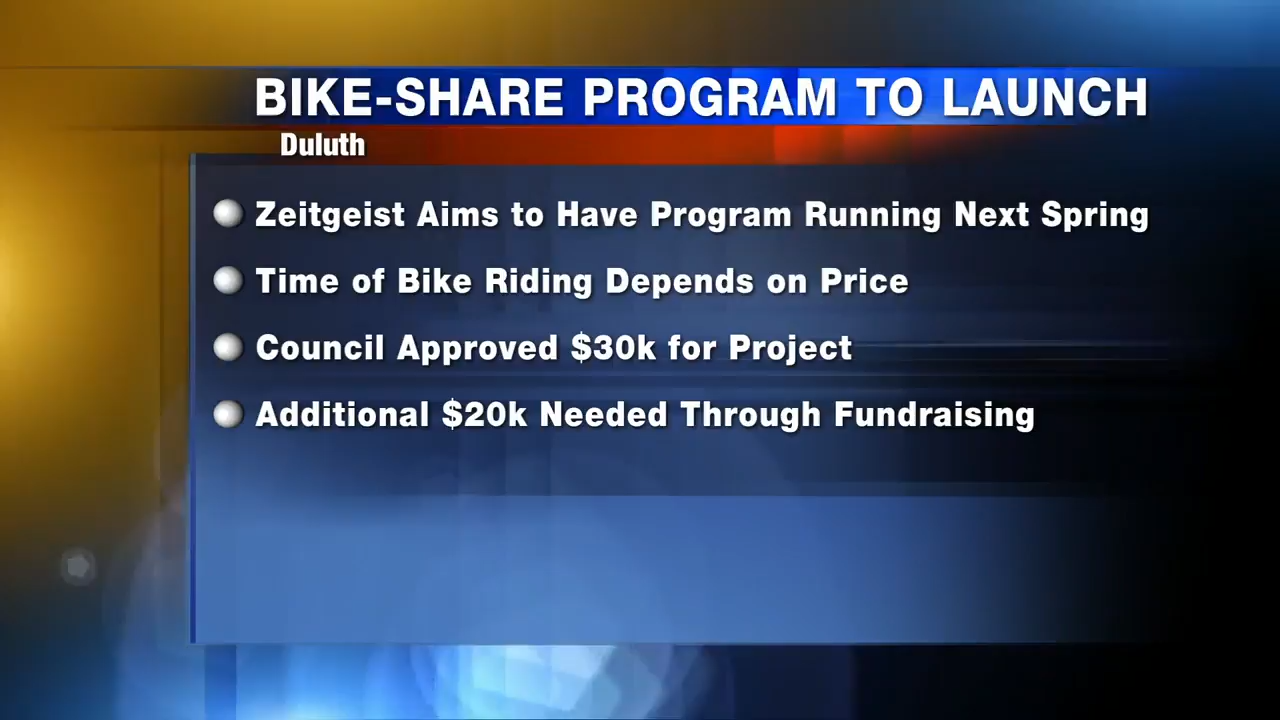 BIKE-SHARE PROGRAM TO LAUNCH
Duluth
Zeitgeist Aims to Have Program Running Next Spring
Time of Bike Riding Depends on Price
Council Approved $30k for Project
Additional $20k Needed Through Fundraising